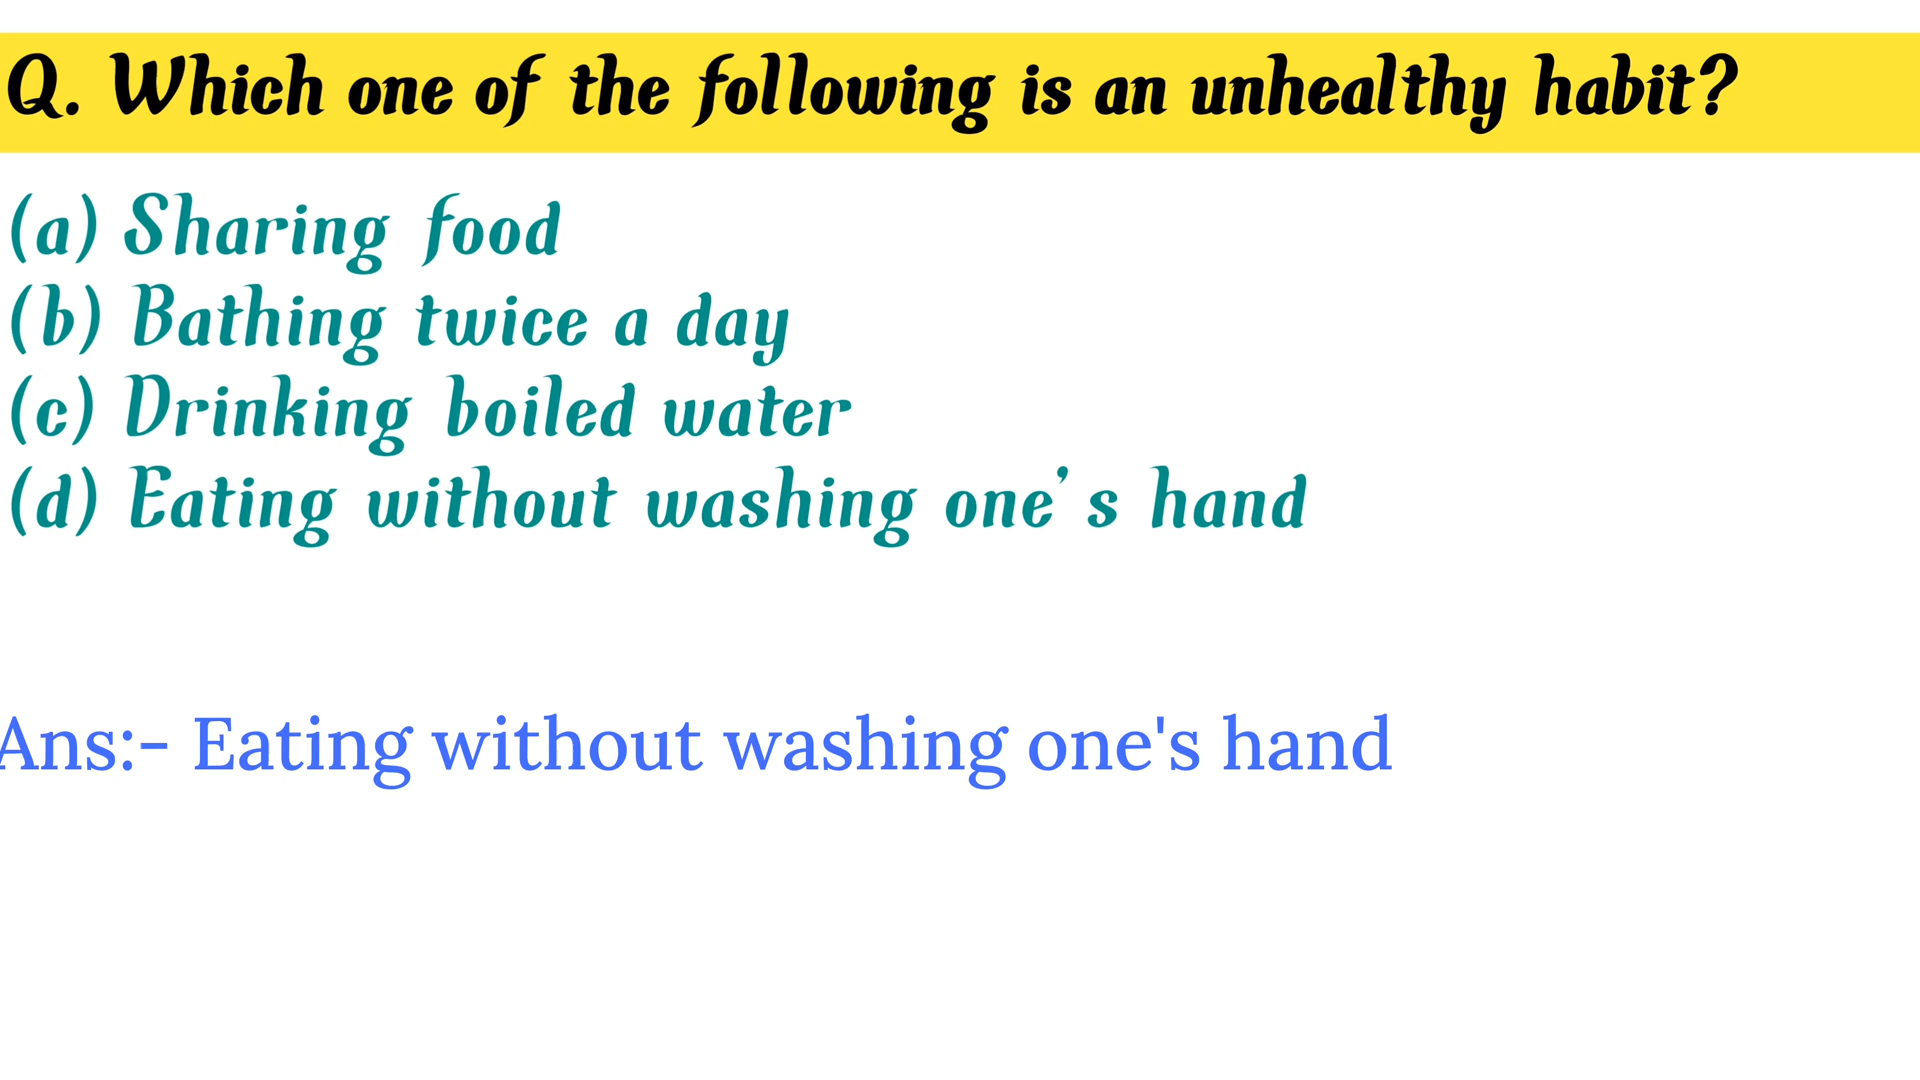 Q. Which one of the following is an unhealthy habit?
(a) Sharing food
(b) Bathing twice a day
(c) Drinking boiled water
(d) Eating without washing one's hand
Ans:- Eating without washing one's hand